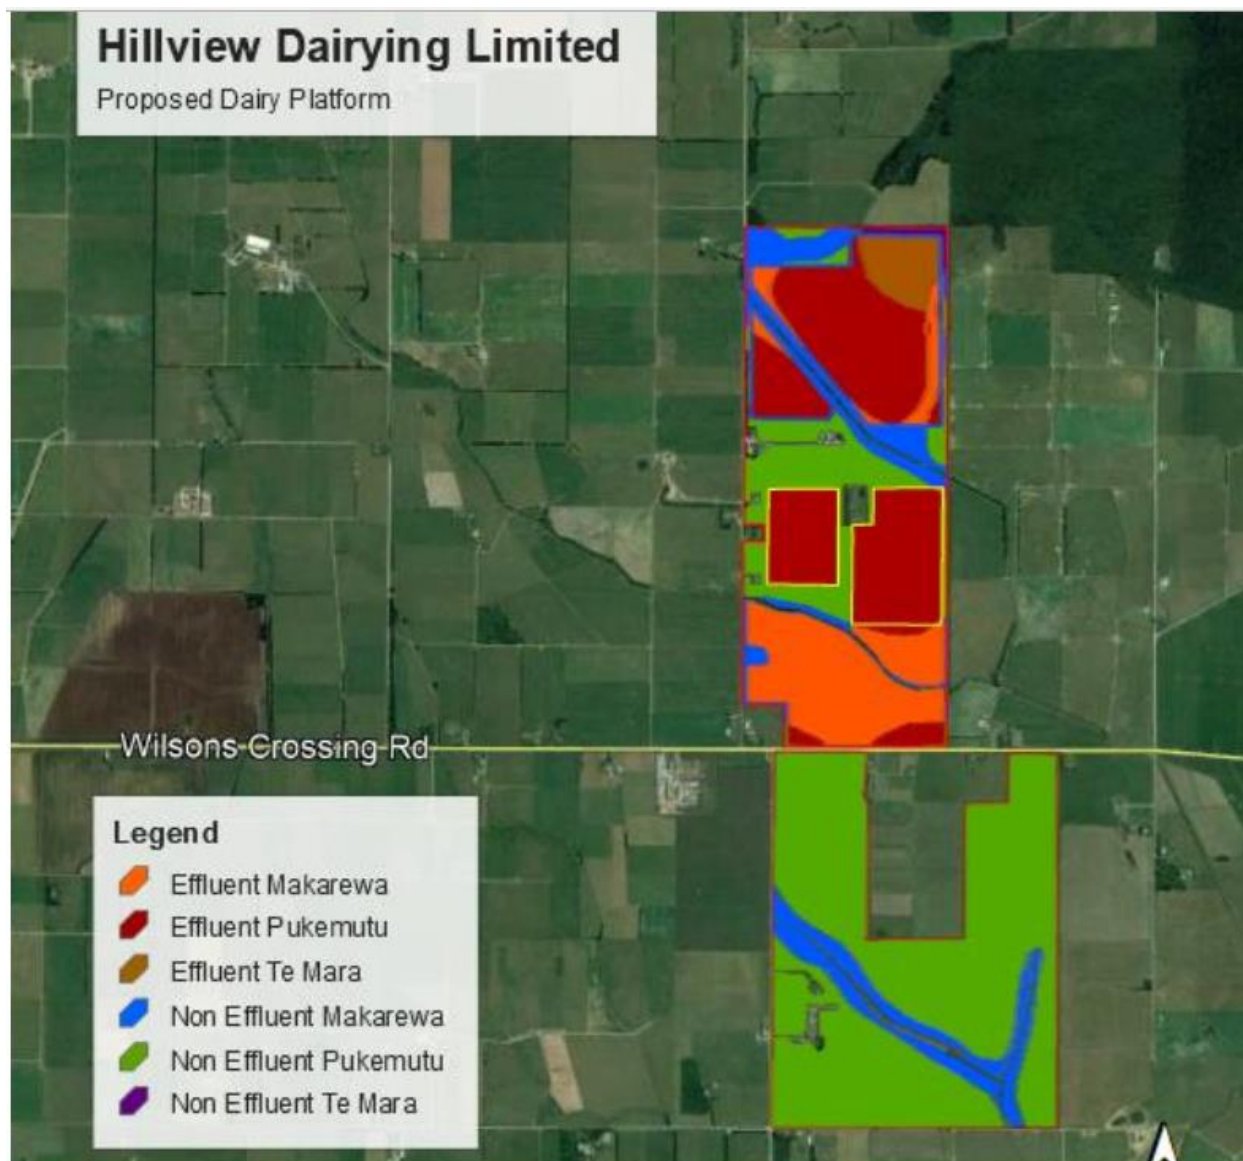 Hillview Dairying Limited
Proposed Dairy Platform
Wilsons Crossing Rd
Legend
Effluent Makarewa
Effluent Pukemutu
Effluent Te Mara
Non Effluent Makarewa
Non Effluent Pukemutu
Non Effluent Te Mara